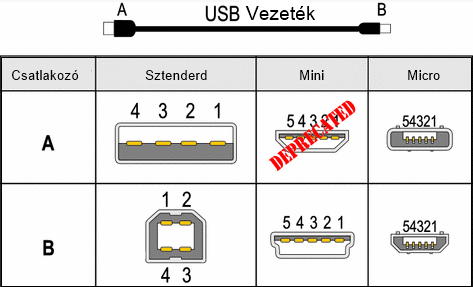 A USB Vezeték B
Csatlakozó Sztenderd Mini Micro
A 4 3 2 1 5 4 3 2 1 DEPRECATED 54321
B 1 2 5 4 3 2 1 54321
4 3